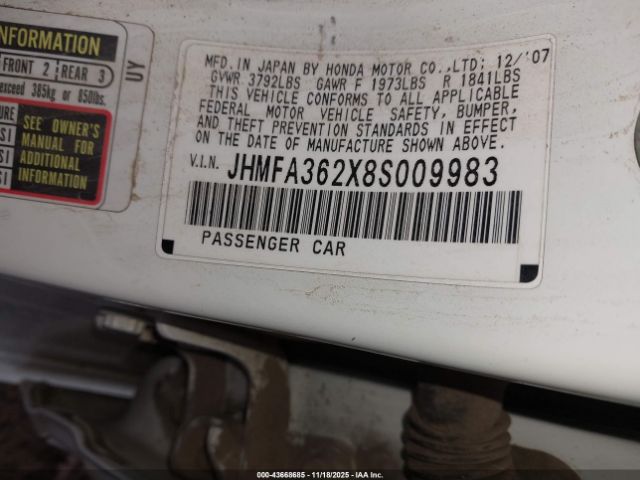 INFORMATION
FRONT 2 REAR 3
exceed 385kg or 850lbs.
SEE OWNER'S
MANUAL FOR
ADDITIONAL
INFORMATION
UY
MFD. IN JAPAN BY HONDA MOTOR CO., LTD: 12/'07
GVWR 3792LBS GAWR F 1973LBS R 1841LBS
THIS VEHICLE CONFORMS TO ALL APPLICABLE
FEDERAL MOTOR VEHICLE SAFETY, BUMPER,
AND THEFT PREVENTION STANDARDS IN EFFECT
ON THE DATE OF MANUFACTURE SHOWN ABOVE.
V.I.N. JHMFA362X8S009983
PASSENGER CAR
000-43668685 - 11/18/2025 - IAA Inc.